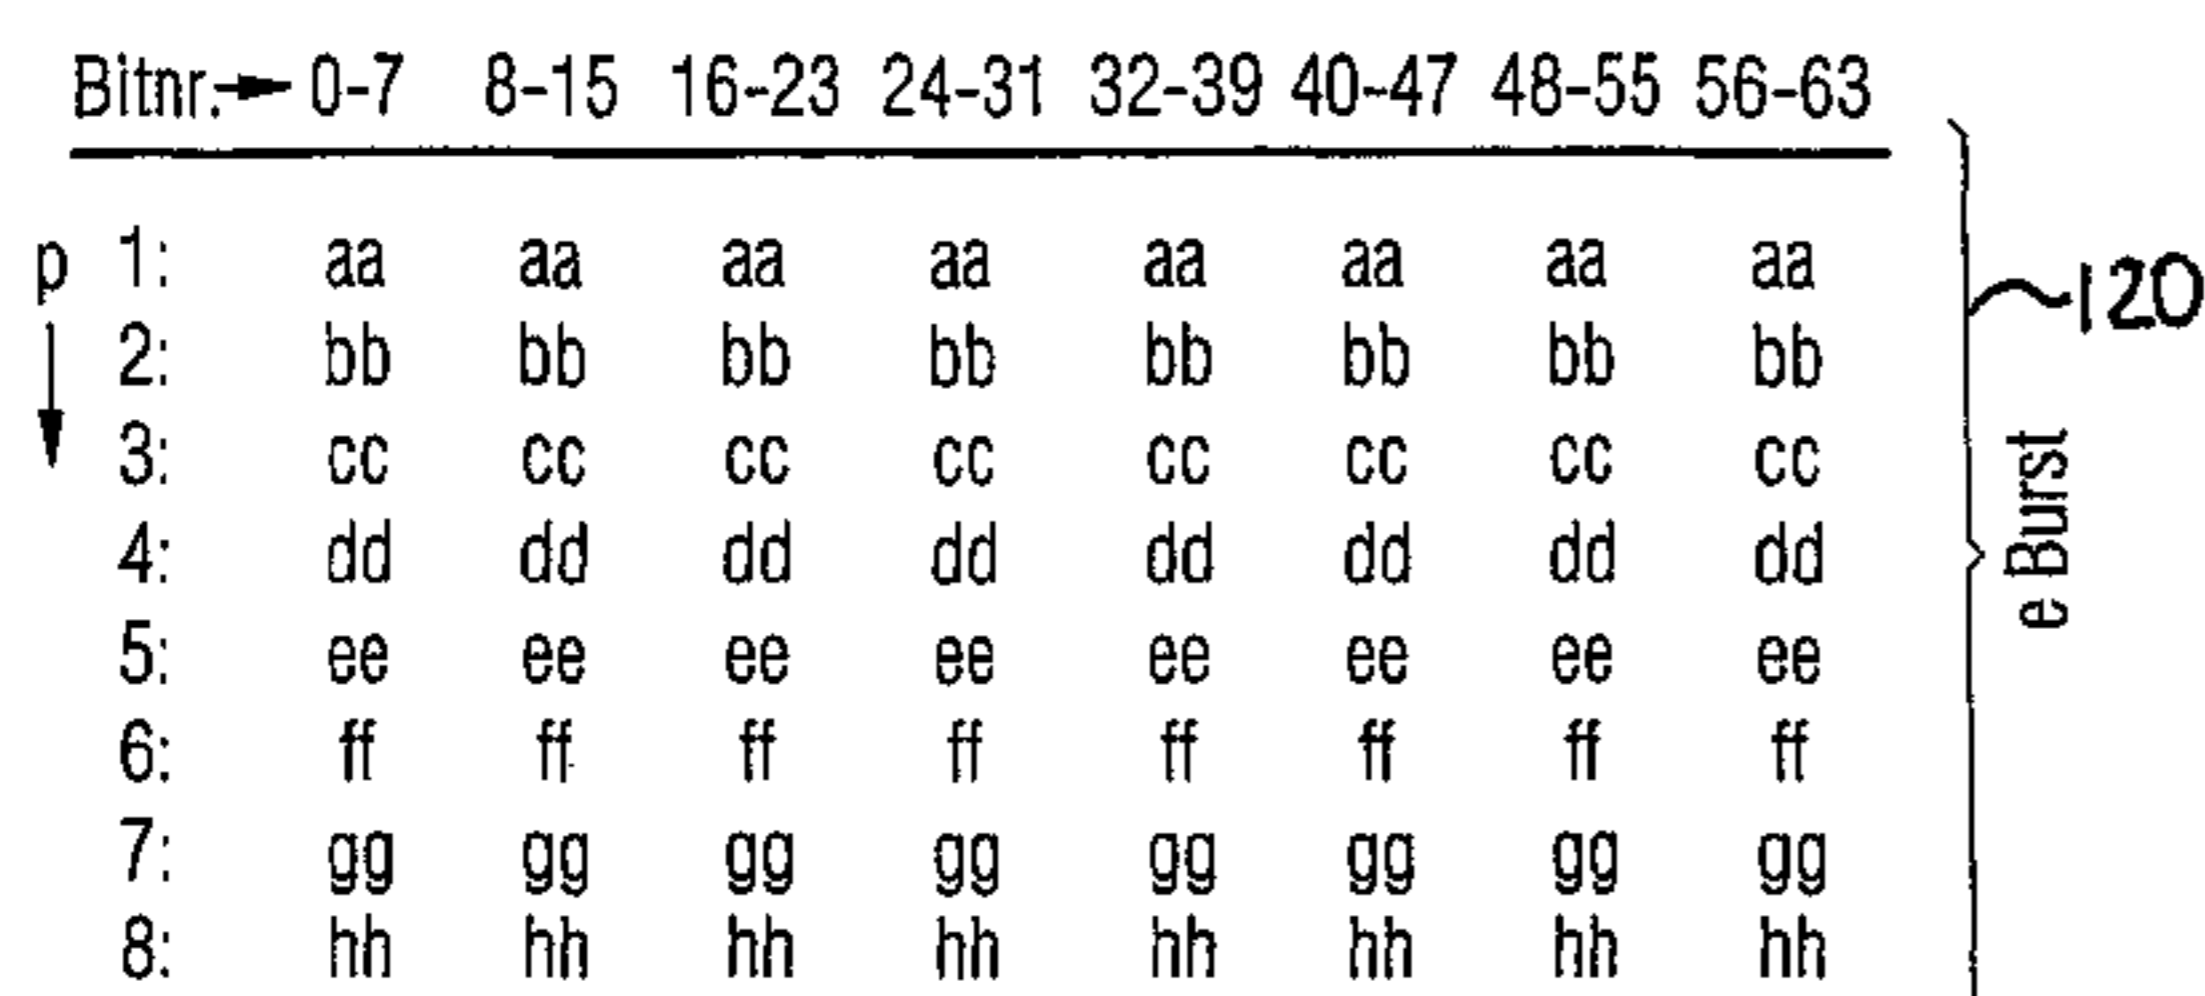 Bitnr. → 0-7 8-15 16-23 24-31 32-39 40-47 48-55 56-63
p 1: aa aa aa aa aa aa aa aa
2: bb bb bb bb bb bb bb bb
3: cc cc cc cc cc cc cc cc
4: dd dd dd dd dd dd dd dd
5: ee ee ee ee ee ee ee ee
6: ff ff ff ff ff ff ff ff
7: gg gg gg gg gg gg gg gg
8: hh hh hh hh hh hh hh hh
120
e Burst